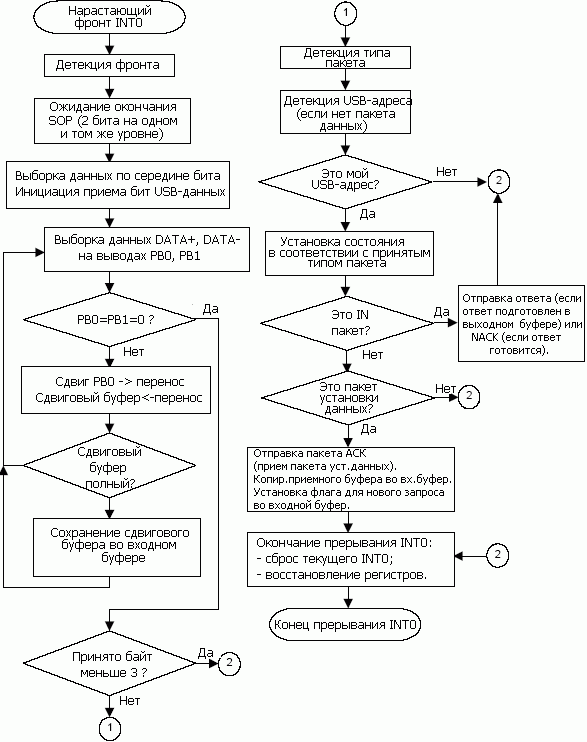 Нарастающий
фронт INT0
Детекция фронта
Ожидание окончания
SOP (2 бита на одном
и том же уровне)
Выборка данных по середине бита
Инициация приема бит USB-данных
Выборка данных DATA+, DATA-
на выводах PB0, PB1
PB0=PB1=0 ?
Да
Нет
Сдвиг PB0 -> перенос
Сдвиговый буфер<-перенос
Сдвиговый
буфер
полный?
Сохранение сдвигового
буфера во входном
буфере
Принято байт
меньше 3 ?
Да
2
Нет
1
1
Детекция типа
пакета
Детекция USB-адреса
(если нет пакета
данных)
Это мой
USB-адрес?
Нет
2
Да
Установка состояния
в соответствии с принятым
типом пакета
Это IN
пакет?
Да
Отправка ответа (если
ответ подготовлен в
выходном буфере) или
NACK (если ответ
готовится).
Нет
Это пакет
установки
данных?
Нет
2
Да
Отправка пакета ACK
(прием пакета уст.данных).
Копир.приемного буфера во вх.буфер.
Установка флага для нового запроса
во входной буфер.
Окончание прерывания INT0:
- сброс текущего INT0;
- восстановление регистров.
2
Конец прерывания INT0